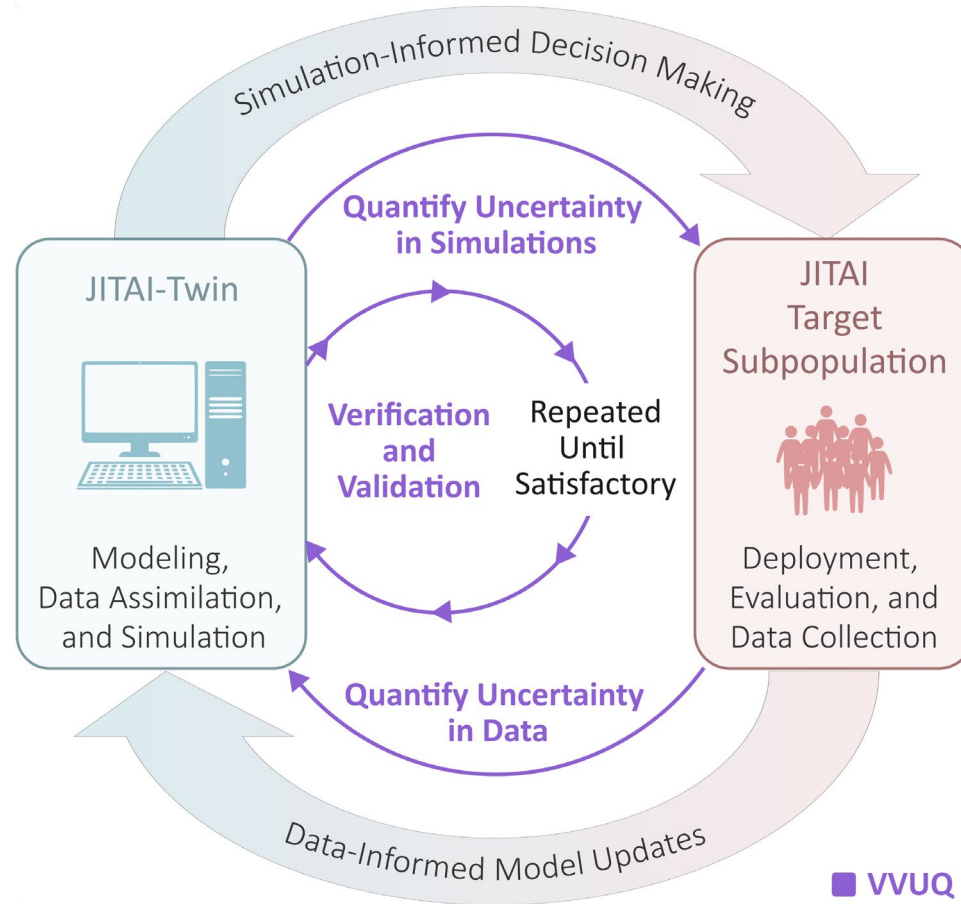 Simulation-Informed Decision Making
Quantify Uncertainty
in Simulations
JITAI-Twin
JITAI
Target
Subpopulation
Verification
and
Validation
Repeated
Until
Satisfactory
Modeling,
Data Assimilation,
and Simulation
Deployment,
Evaluation, and
Data Collection
Quantify Uncertainty
in Data
Data-Informed Model Updates
VVUQ